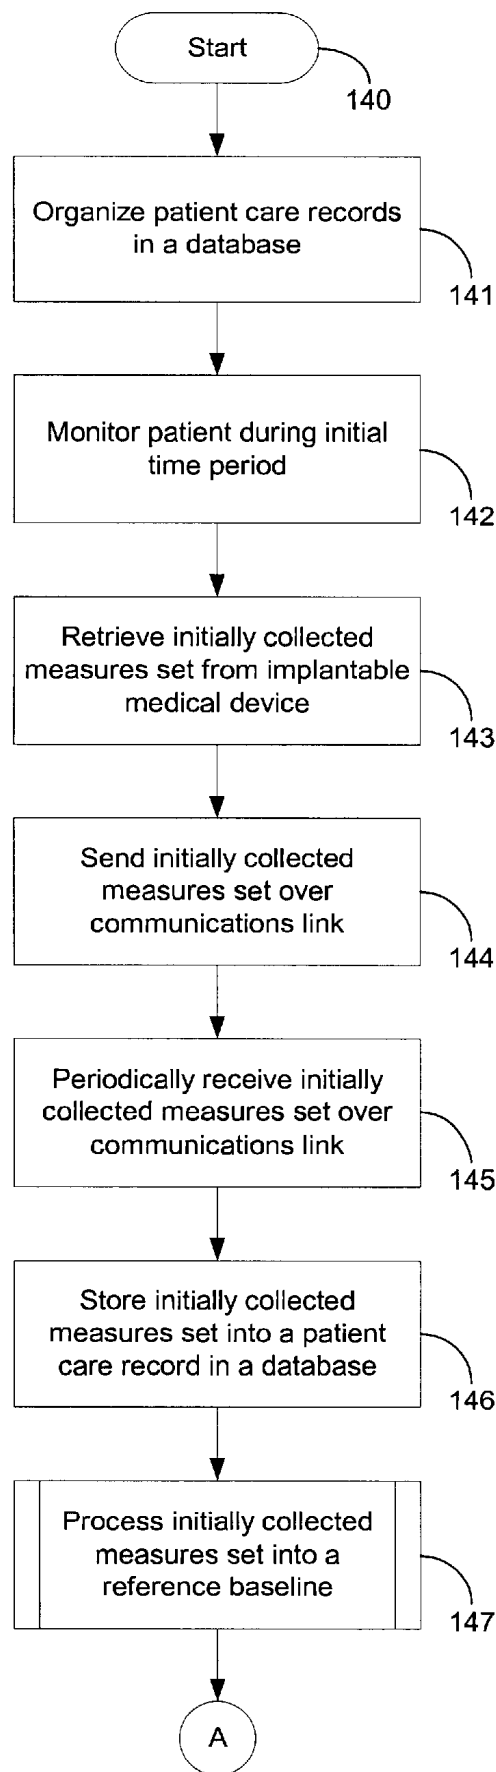 Start
140
Organize patient care records
in a database
141
Monitor patient during initial
time period
142
Retrieve initially collected
measures set from implantable
medical device
143
Send initially collected
measures set over
communications link
144
Periodically receive initially
collected measures set over
communications link
145
Store initially collected
measures set into a patient
care record in a database
146
Process initially collected
measures set into a
reference baseline
147
A